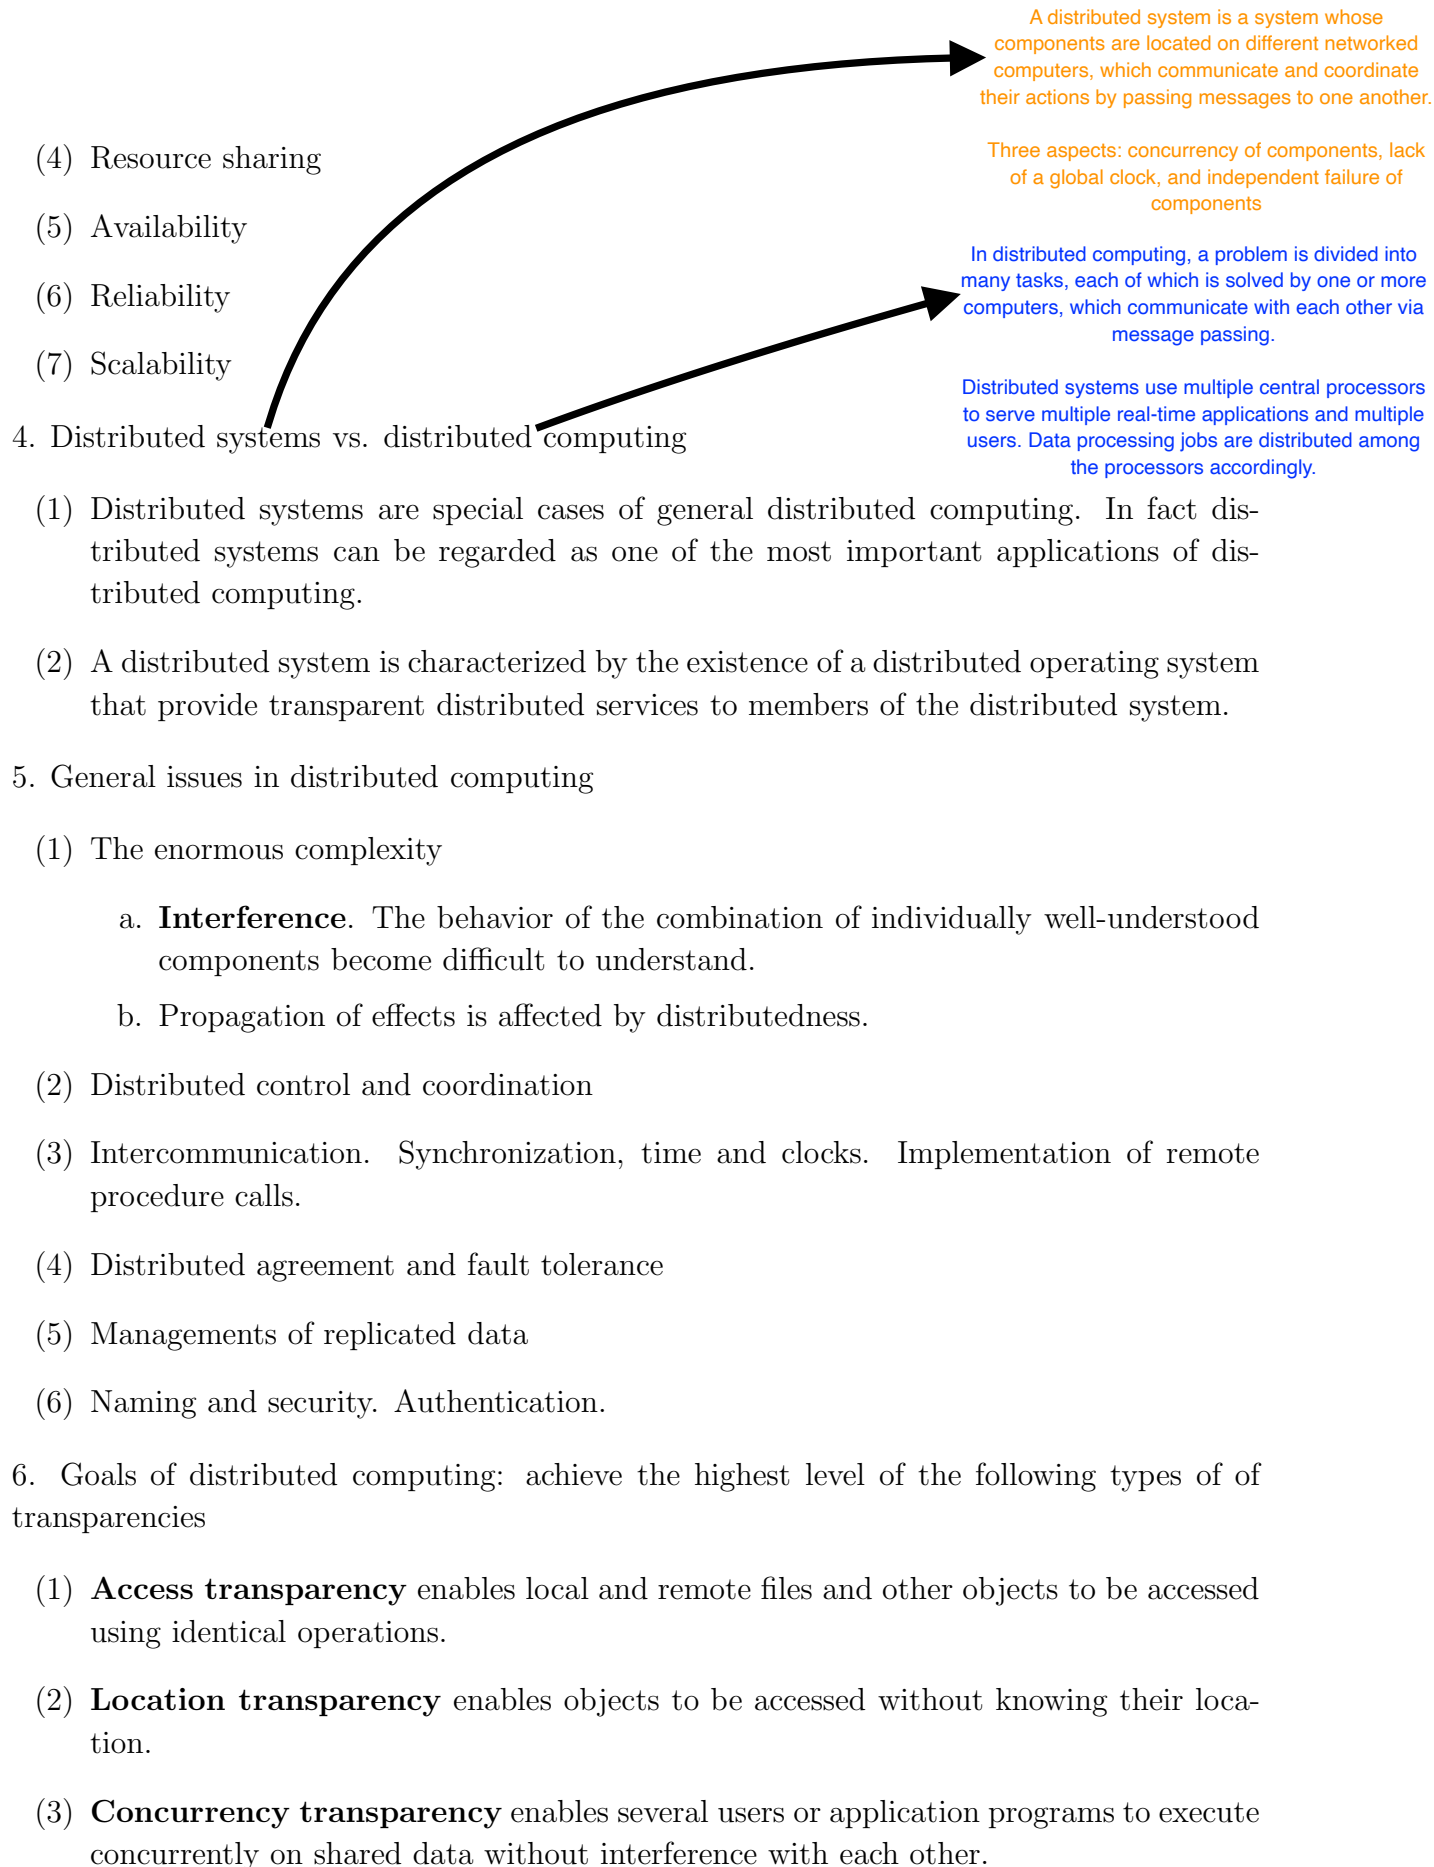 A distributed system is a system whose
components are located on different networked
computers, which communicate and coordinate
their actions by passing messages to one another.
Three aspects: concurrency of components, lack
of a global clock, and independent failure of
components
In distributed computing, a problem is divided into
many tasks, each of which is solved by one or more
computers, which communicate with each other via
message passing.
Distributed systems use multiple central processors
to serve multiple real-time applications and multiple
users. Data processing jobs are distributed among
the processors accordingly.
(4) Resource sharing
(5) Availability
(6) Reliability
(7) Scalability
4. Distributed systems vs. distributed computing
(1) Distributed systems are special cases of general distributed computing. In fact dis-
tributed systems can be regarded as one of the most important applications of dis-
tributed computing.
(2) A distributed system is characterized by the existence of a distributed operating system
that provide transparent distributed services to members of the distributed system.
5. General issues in distributed computing
(1) The enormous complexity
a. Interference. The behavior of the combination of individually well-understood
components become difficult to understand.
b. Propagation of effects is affected by distributedness.
(2) Distributed control and coordination
(3) Intercommunication. Synchronization, time and clocks. Implementation of remote
procedure calls.
(4) Distributed agreement and fault tolerance
(5) Managements of replicated data
(6) Naming and security. Authentication.
6. Goals of distributed computing: achieve the highest level of the following types of of
transparencies
(1) Access transparency enables local and remote files and other objects to be accessed
using identical operations.
(2) Location transparency enables objects to be accessed without knowing their loca-
tion.
(3) Concurrency transparency enables several users or application programs to execute
concurrently on shared data without interference with each other.